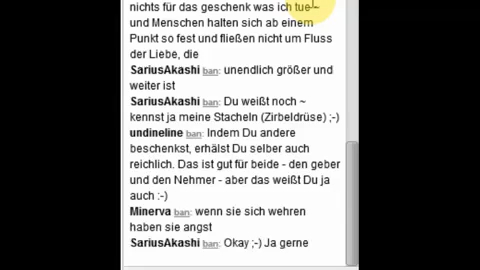 nichts für das geschenk was ich tue ~
und Menschen halten sich ab einem
Punkt so fest und fließen nicht um Fluss
der Liebe, die
SariusAkashi ban: unendlich größer und
weiter ist
SariusAkashi ban: Du weißt noch ~
kennst ja meine Stacheln (Zirbeldrüse) ;-)
undineline ban: Indem Du andere
beschenkst, erhälst Du selber auch
reichlich. Das ist gut für beide - den geber
und den Nehmer - aber das weißt Du ja
auch :-)
Minerva ban: wenn sie sich wehren
haben sie angst
SariusAkashi ban: Okay ;-) Ja gerne